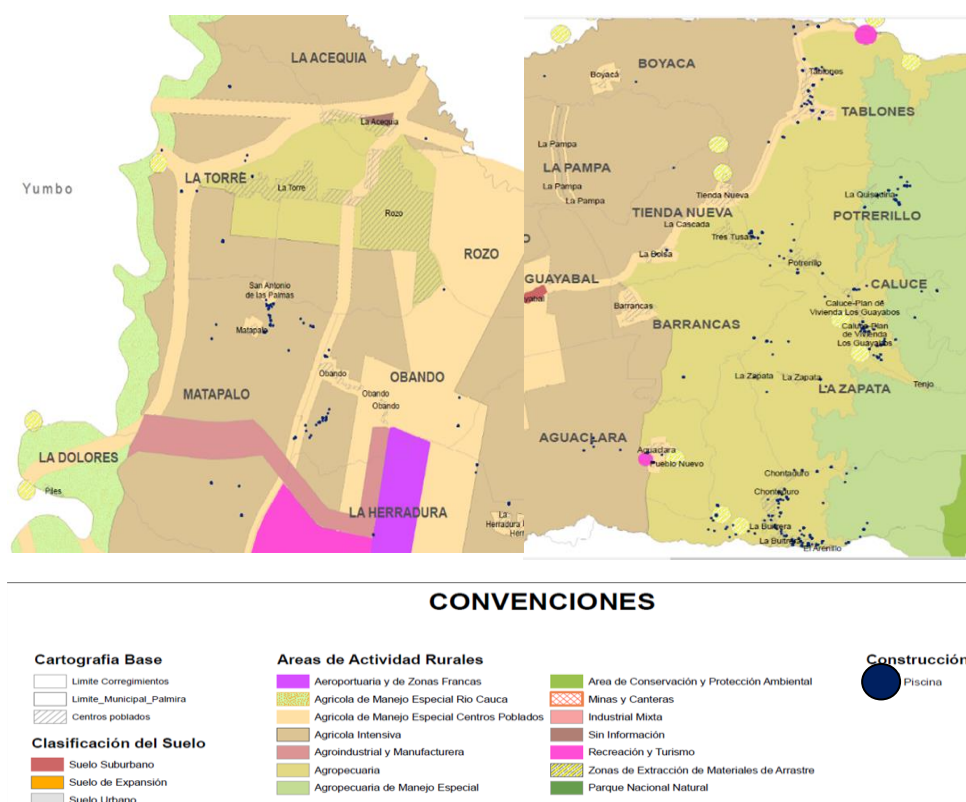 LA ACEQUIA
La Acequia
Yumbo
LA TORRE
La Torre
Rozo
ROZO
San Antonio
de las Palmas
Matapalo
Obando
OBANDO
Obando
Obando
MATAPALO
LA DOLORES
Piles
LA HERRADURA
La
Herradura
BOYACA
Boyacá
Tablones
TABLONES
La Pampa
LA PAMPA
La Pampa
La Pampa
Tienda Nueva
TIENDA NUEVA
La Cascada
La Quisquina
POTRERILLO
Tres Tusas
La Bolsa
Potrerillo
GUAYABAL
CALUCE
Barrancas
BARRANCAS
Caluce-Plan de
Vivienda Los Guayabos
Caluce-Plan
de Vivienda
Los Guayabos
La Zapata
La Zapata
LA ZAPATA
Tenjo
AGUACLARA
Aguaclara
Pueblo Nuevo
Chontaduro
Chontaduro
La Buitrera
La Buitrera
El Arenillo
CONVENCIONES
Cartografia Base
Limite Corregimientos
Limite_Municipal_Palmira
Centros poblados
Clasificación del Suelo
Suelo Suburbano
Suelo de Expansión
Suelo Urbano
Areas de Actividad Rurales
Aeroportuaria y de Zonas Francas
Agricola de Manejo Especial Rio Cauca
Agricola de Manejo Especial Centros Poblados
Agricola Intensiva
Agroindustrial y Manufacturera
Agropecuaria
Agropecuaria de Manejo Especial
Area de Conservación y Protección Ambiental
Minas y Canteras
Industrial Mixta
Sin Información
Recreación y Turismo
Zonas de Extracción de Materiales de Arrastre
Parque Nacional Natural
Construcción
Piscina